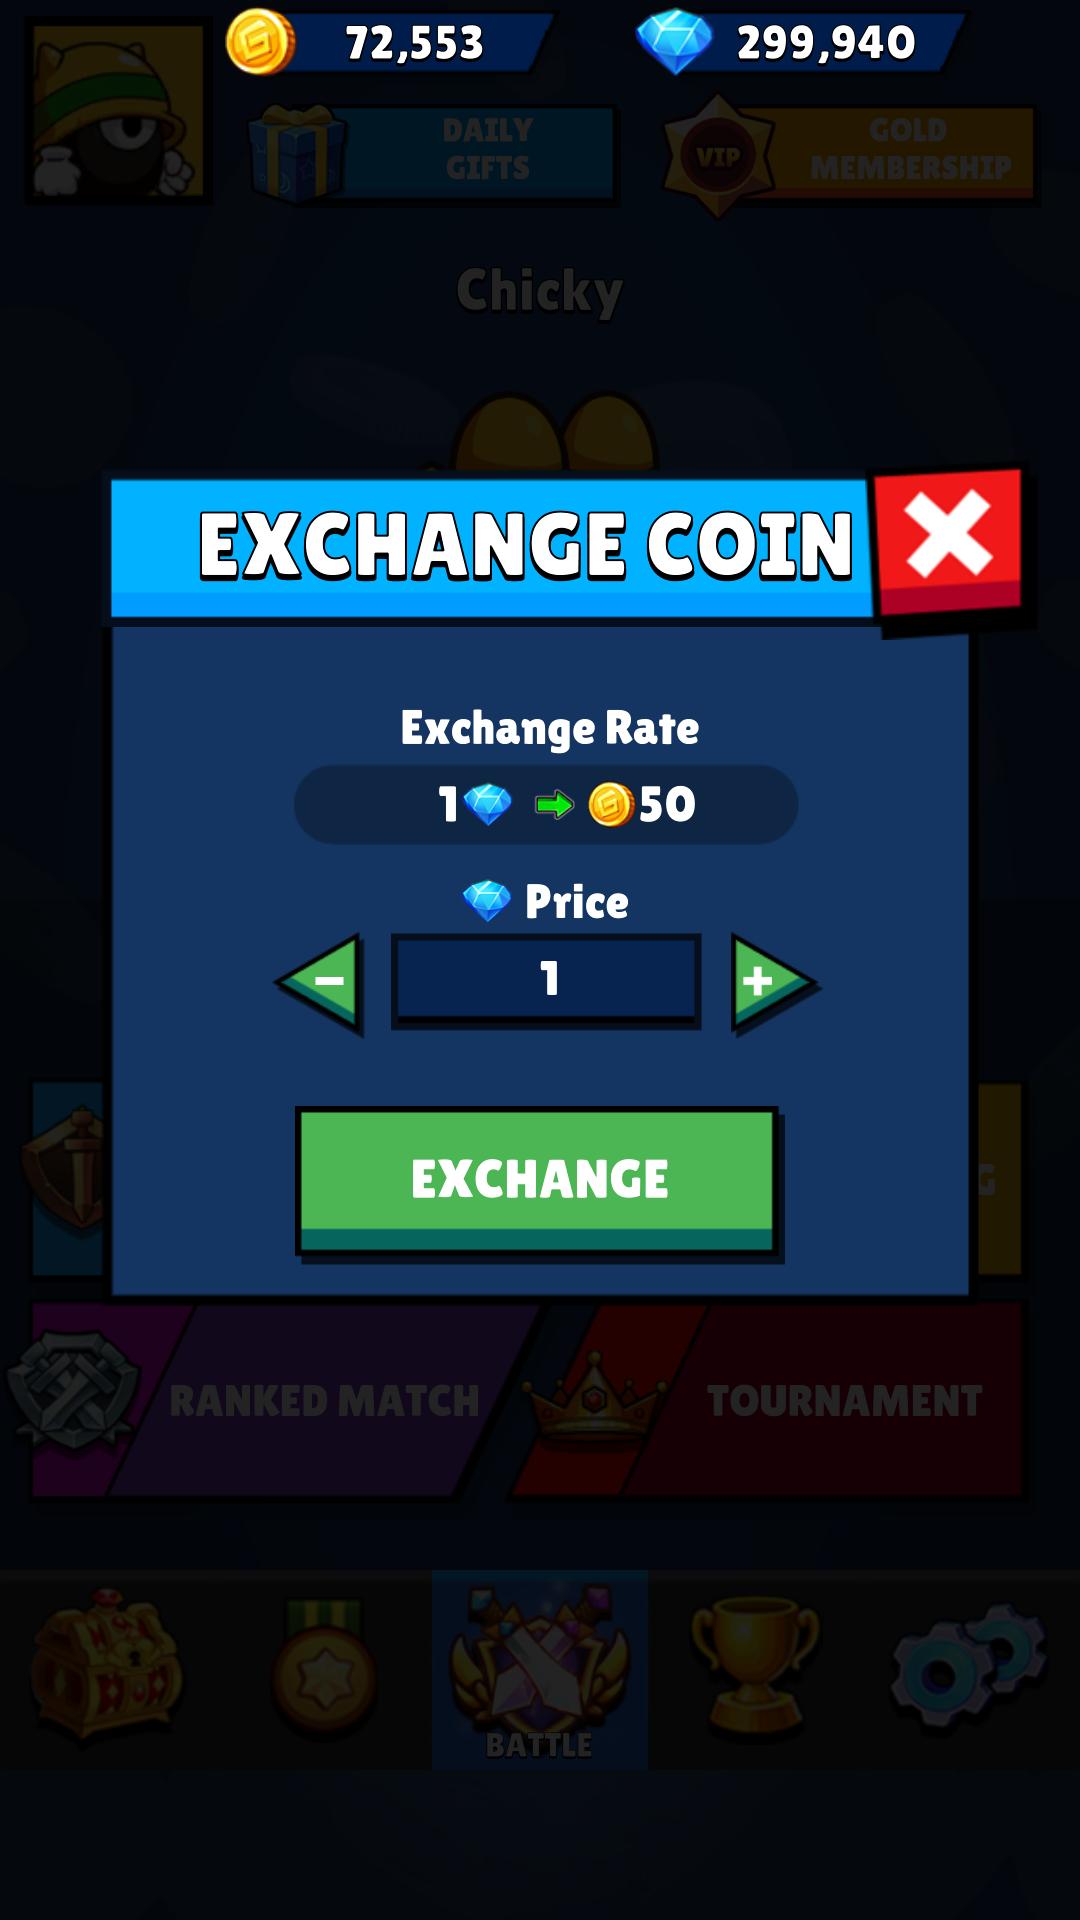 72,553
299,940
DAILY
GIFTS
VIP
GOLD
MEMBERSHIP
Chicky
EXCHANGE COIN
Exchange Rate
1 50
Price
1
EXCHANGE
RANKED MATCH
TOURNAMENT
BATTLE